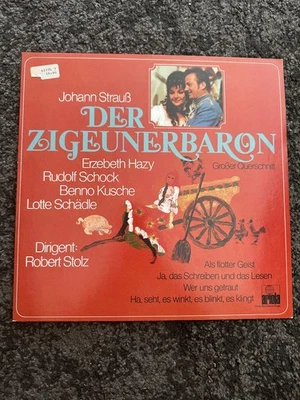 Johann Strauß
DER
ZIGEUNERBARON
Erzebeth Hazy
Großer Querschnitt
Rudolf Schock
Benno Kusche
Lotte Schädle
Dirigent:
Robert Stolz
Als flotter Geist
Ja, das Schreiben und das Lesen
Wer uns getraut
Ha, seht, es winkt, es blinkt, es klingt
ariola